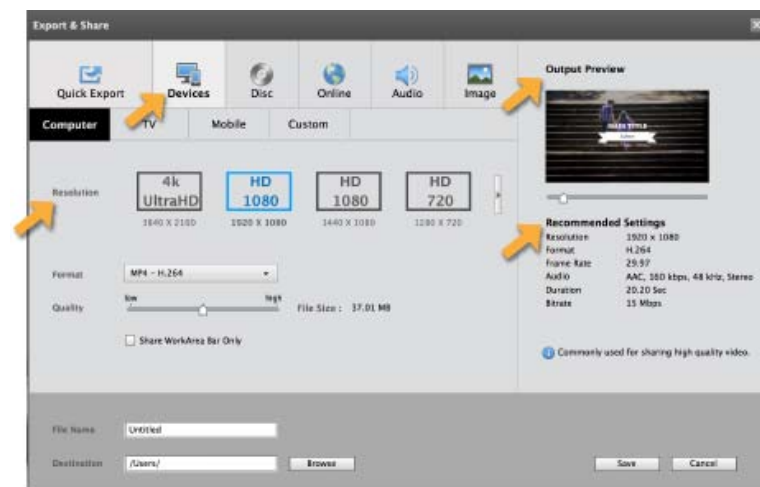 Export & Share
Quick Export
Devices
Disc
Online
Audio
Image
Computer
TV
Mobile
Custom
Resolution
4k UltraHD
3840 X 2160
HD 1080
1920 X 1080
HD 1080
1440 X 1080
HD 720
1280 X 720
Format
MP4 - H.264
Quality
low
high
File Size : 37.01 MB
Share WorkArea Bar Only
File Name
Untitled
Destination
/Users/
Browse
Output Preview
MAIN TITLE
Recommended Settings
Resolution 1920 x 1080
Format H.264
Frame Rate 29.97
Audio AAC, 160 kbps, 48 kHz, Stereo
Duration 20.20 Sec
Bitrate 15 Mbps
Commonly used for sharing high quality video.
Save
Cancel